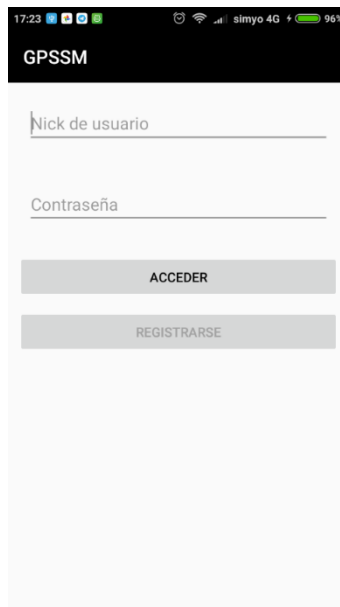 17:23 simyo 4G 96%
GPSSM
Nick de usuario
Contraseña
ACCEDER
REGISTRARSE